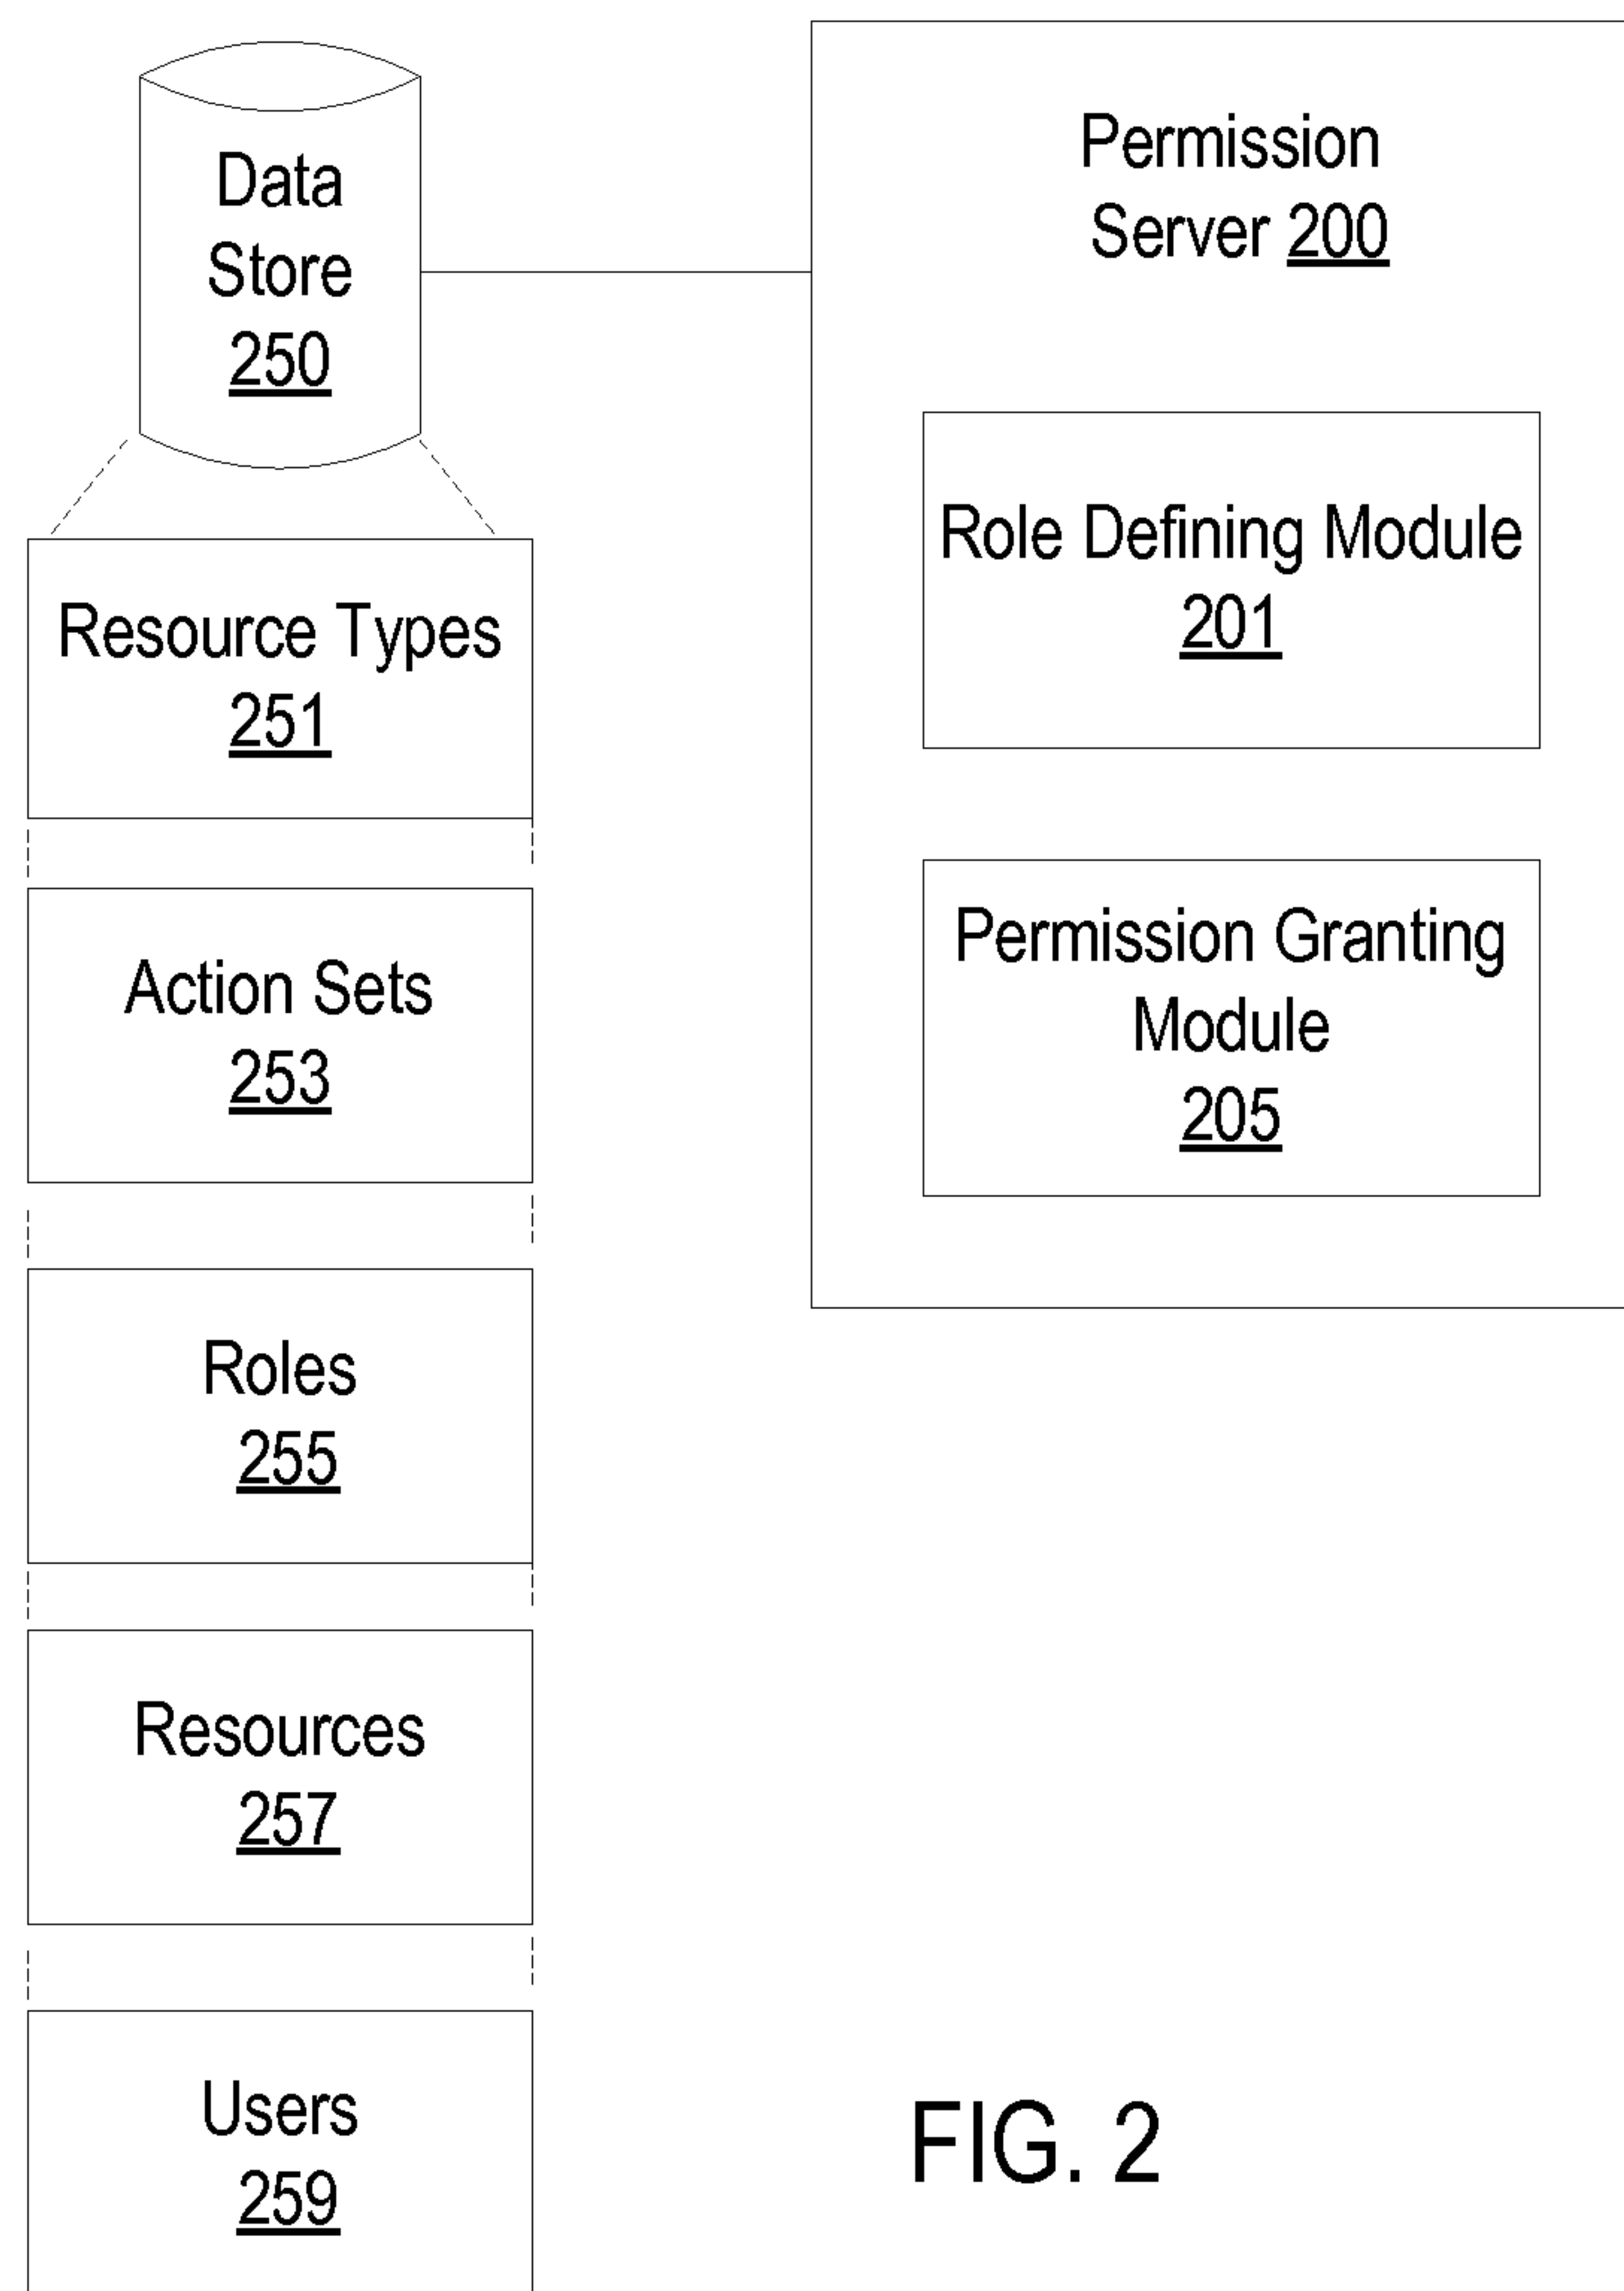 Data
Store
250
Resource Types
251
Action Sets
253
Roles
255
Resources
257
Users
259
Permission
Server 200
Role Defining Module
201
Permission Granting
Module
205
FIG. 2